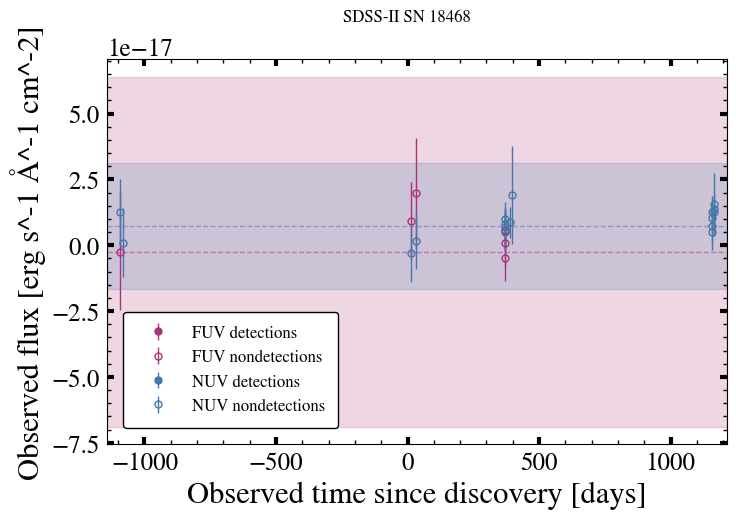 SDSS-II SN 18468
1e−17
Observed flux [erg s^-1 Å^-1 cm^-2]
5.0
2.5
0.0
−2.5
−5.0
−7.5
FUV detections
FUV nondetections
NUV detections
NUV nondetections
−1000 −500 0 500 1000
Observed time since discovery [days]